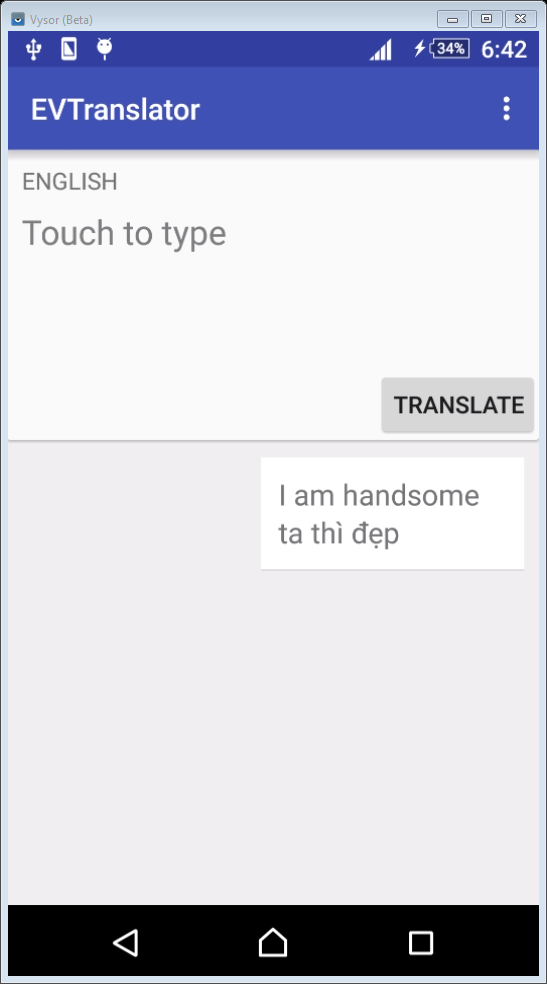 Vysor (Beta)
34% 6:42
EVTranslator
ENGLISH
Touch to type
TRANSLATE
I am handsome
ta thì đẹp